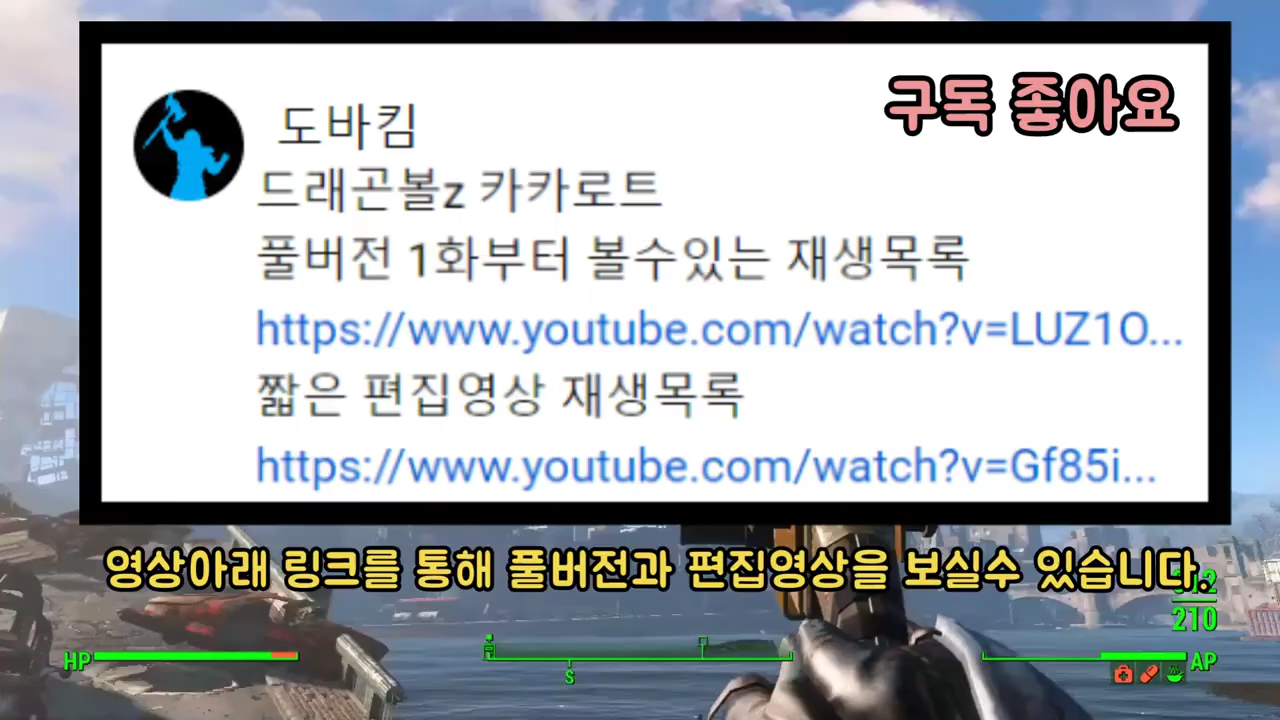 구독 좋아요
도바킴
드래곤볼z 카카로트
풀버전 1화부터 볼수있는 재생목록
https://www.youtube.com/watch?v=LUZ1O...
짧은 편집영상 재생목록
https://www.youtube.com/watch?v=Gf85i...
영상아래 링크를 통해 풀버전과 편집영상을 보실수 있습니다.
210
HP
S
AP